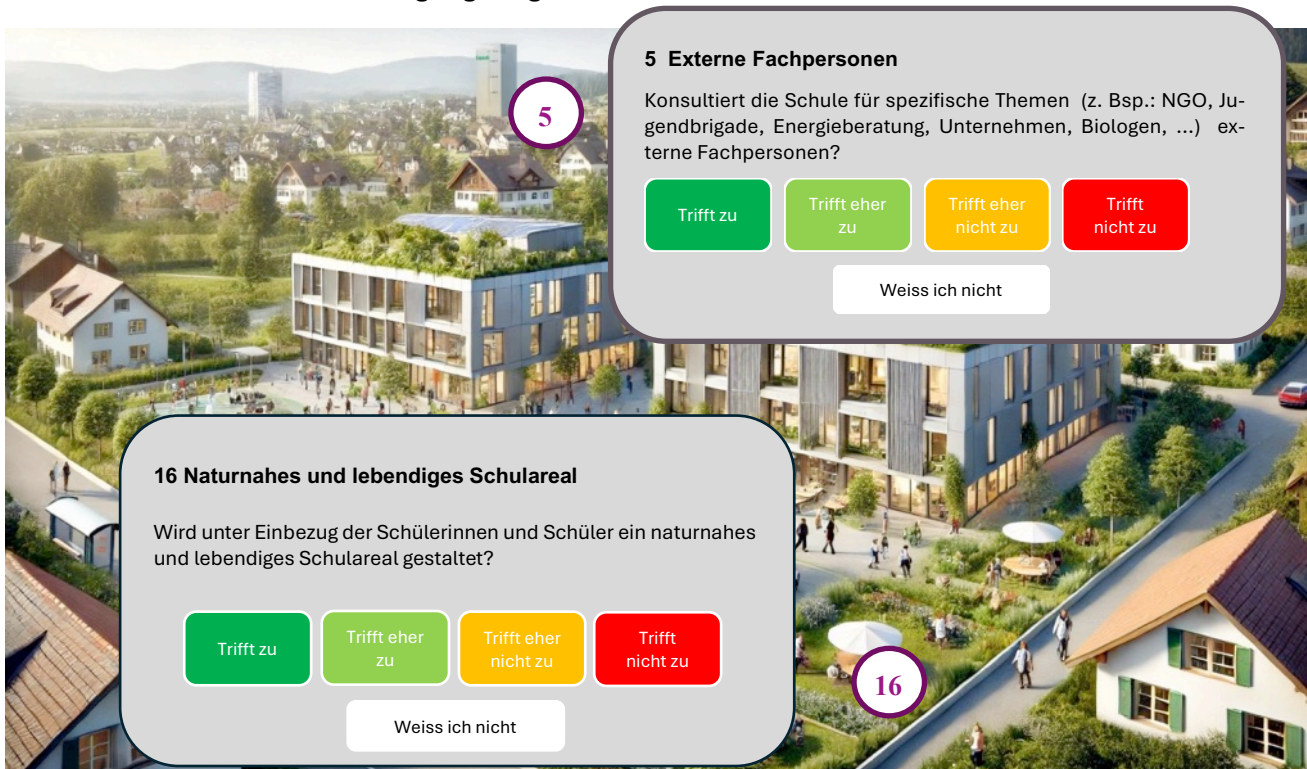 5
5 Externe Fachpersonen
Konsultiert die Schule für spezifische Themen (z. Bsp.: NGO, Ju-
gendbrigade, Energieberatung, Unternehmen, Biologen, ...) ex-
terne Fachpersonen?
Trifft zu
Trifft eher
zu
Trifft eher
nicht zu
Trifft
nicht zu
Weiss ich nicht
16 Naturnahes und lebendiges Schulareal
Wird unter Einbezug der Schülerinnen und Schüler ein naturnahes
und lebendiges Schulareal gestaltet?
Trifft zu
Trifft eher
zu
Trifft eher
nicht zu
Trifft
nicht zu
Weiss ich nicht
16